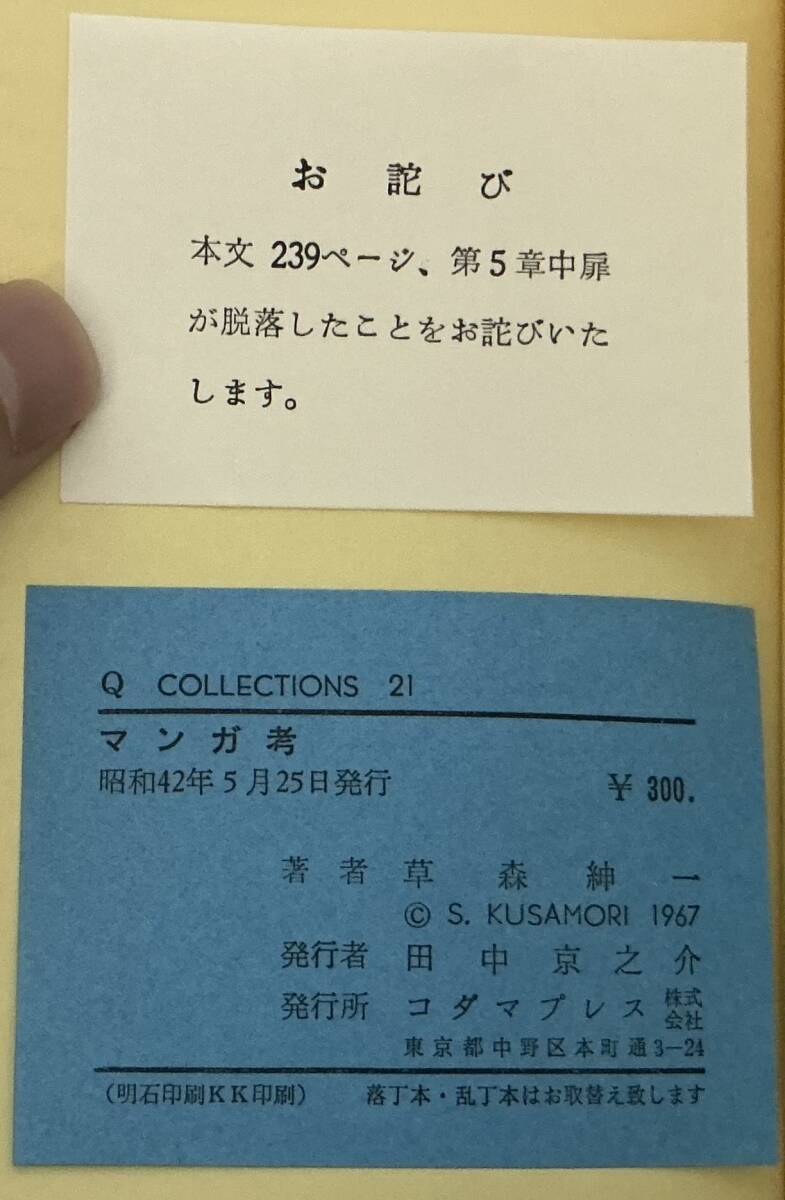 お詑び
本文239ページ、第5章中扉
が脱落したことをお詑びいた
します。
Q COLLECTIONS 21
マンガ考
昭和42年5月25日発行 ¥300.
著者 草森紳一
© S. KUSAMORI 1967
発行者 田中京之介
発行所 コダマプレス株式会社
東京都中野区本町通3−24
(明石印刷KK印刷) 落丁本・乱丁本はお取替え致します